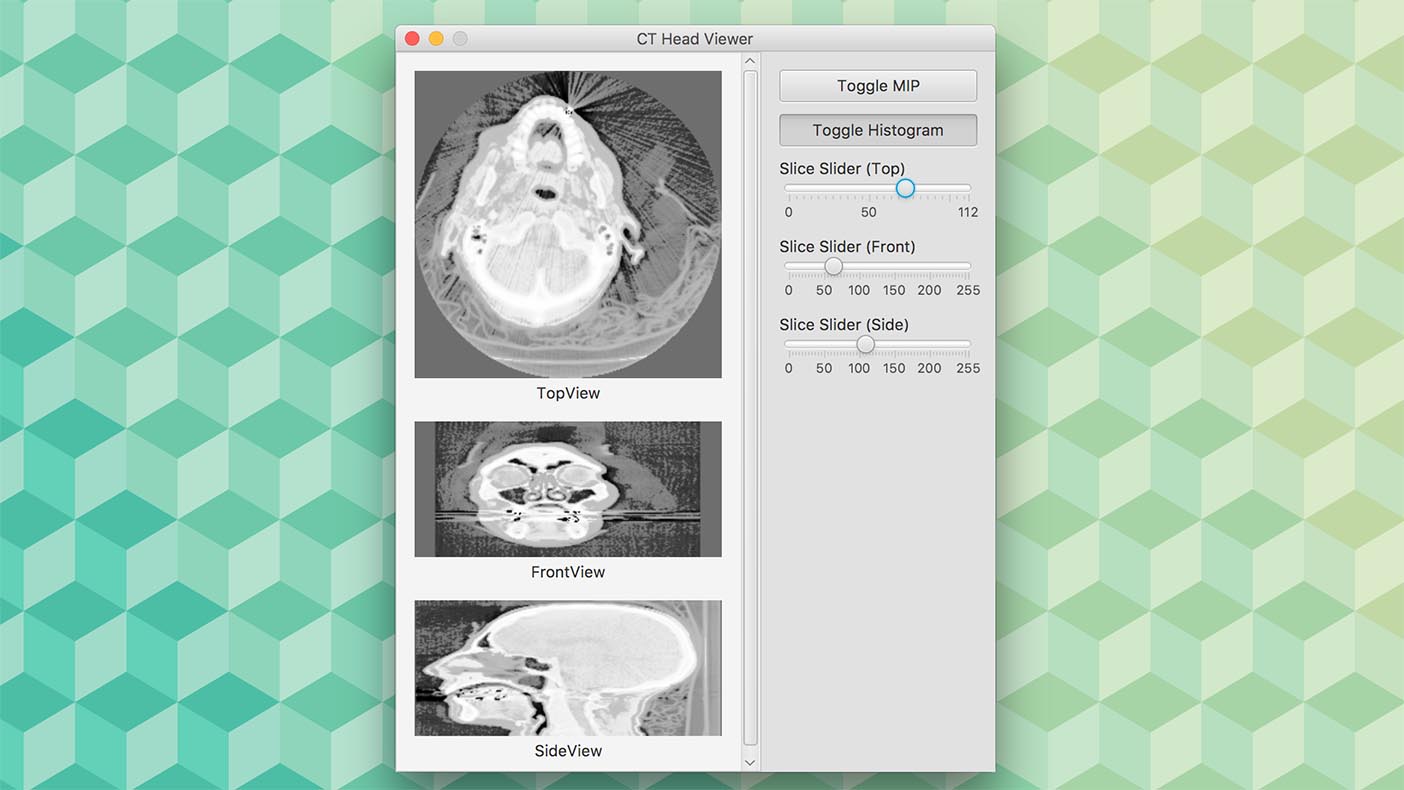 CT Head Viewer
TopView
FrontView
SideView
Toggle MIP
Toggle Histogram
Slice Slider (Top)
0 50 112
Slice Slider (Front)
0 50 100 150 200 255
Slice Slider (Side)
0 50 100 150 200 255